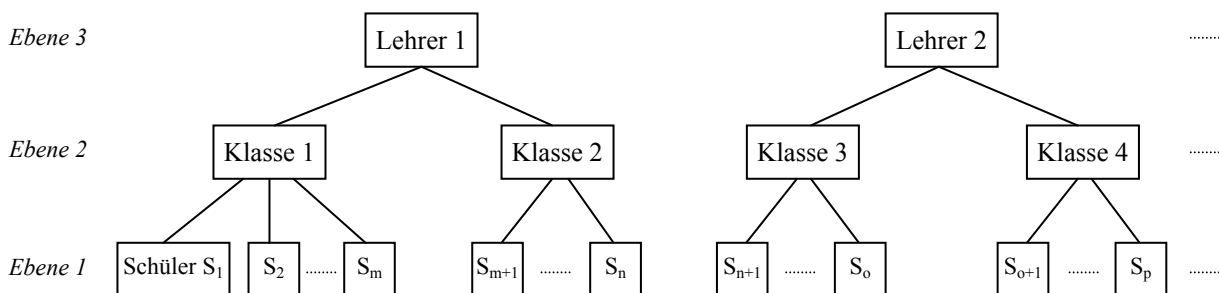 Ebene 3 Lehrer 1 Lehrer 2 ........
Ebene 2 Klasse 1 Klasse 2 Klasse 3 Klasse 4 ........
Ebene 1 Schüler S₁ S₂ ........ Sₘ Sₘ₊₁ ........ Sₙ Sₙ₊₁ ........ Sₒ Sₒ₊₁ ........ Sₚ ........